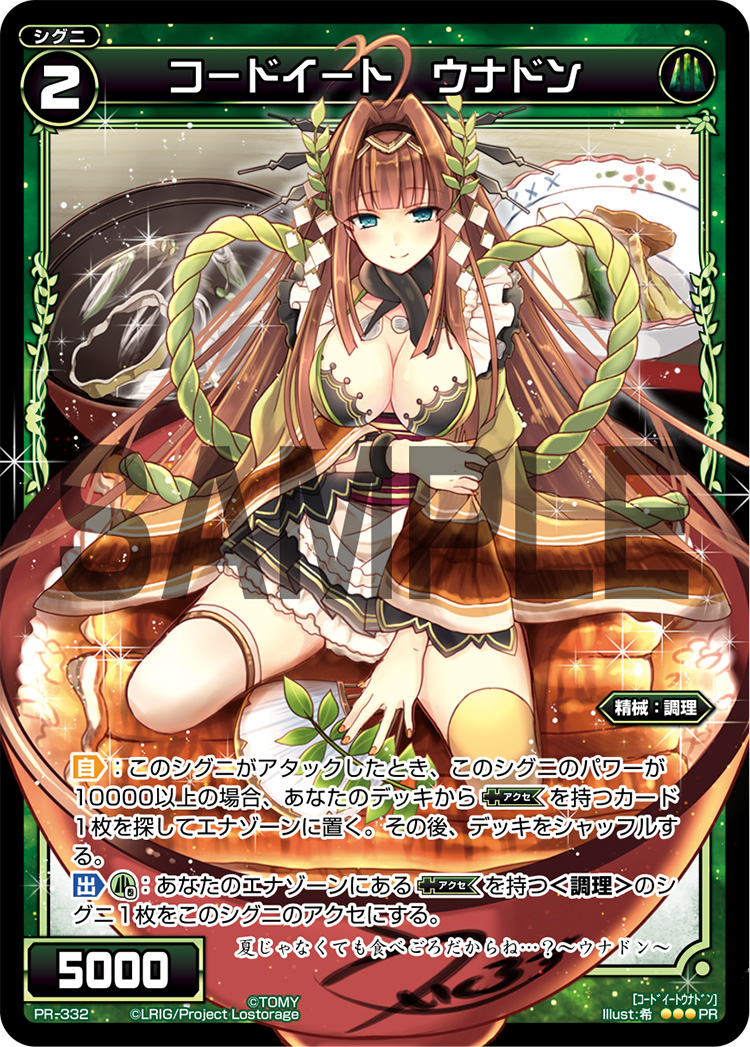 シグニ
2
コードイート　ウナドン
SAMPLE
精械：調理
自：このシグニがアタックしたとき、このシグニのパワーが
10000以上の場合、あなたのデッキからアクセを持つカード
1枚を探してエナゾーンに置く。その後、デッキをシャッフルす
る。
出：あなたのエナゾーンにあるアクセを持つ＜調理＞のシ
グニ1枚をこのシグニのアクセにする。
夏じゃなくても食べごろだからね…？～ウナドン～
5000
PR-332
©TOMY
©LRIG/Project Lostorage
[コードイートウナドン]
Illust:希 PR